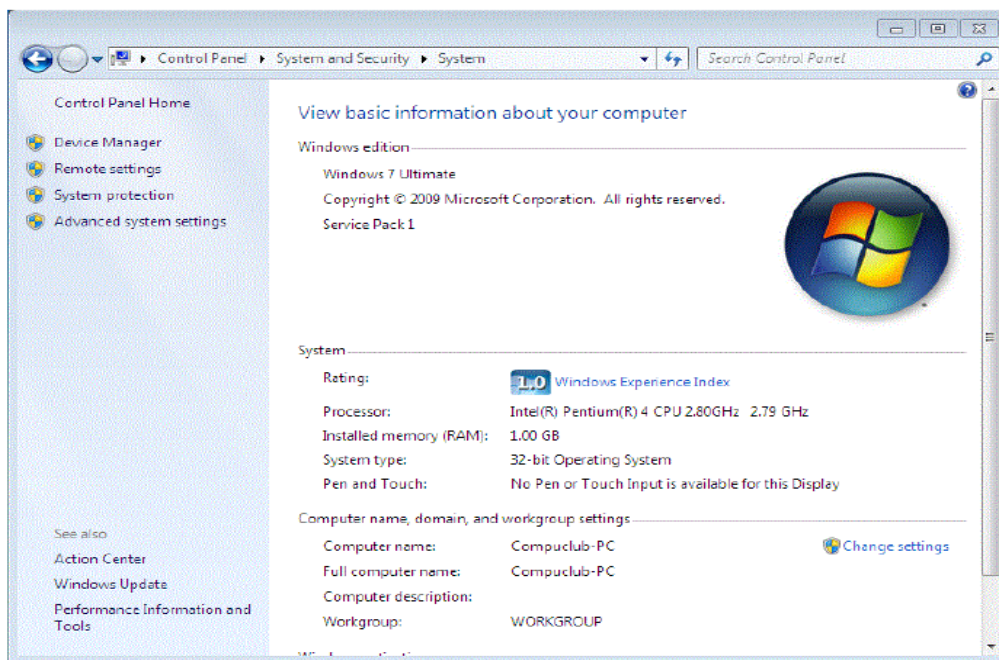 Control Panel ▸ System and Security ▸ System
Search Control Panel
Control Panel Home
Device Manager
Remote settings
System protection
Advanced system settings
See also
Action Center
Windows Update
Performance Information and
Tools
View basic information about your computer
Windows edition
Windows 7 Ultimate
Copyright © 2009 Microsoft Corporation. All rights reserved.
Service Pack 1
System
Rating:
1.0 Windows Experience Index
Processor: Intel(R) Pentium(R) 4 CPU 2.80GHz 2.79 GHz
Installed memory (RAM): 1.00 GB
System type: 32-bit Operating System
Pen and Touch: No Pen or Touch Input is available for this Display
Computer name, domain, and workgroup settings
Computer name: Compuclub-PC
Change settings
Full computer name: Compuclub-PC
Computer description:
Workgroup: WORKGROUP